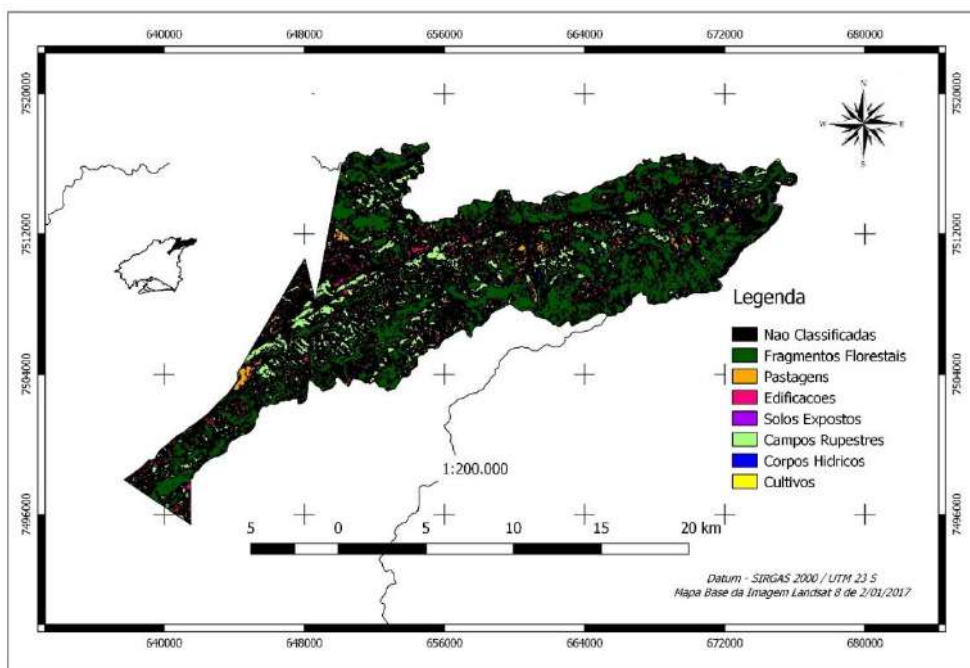 640000 648000 656000 664000 672000 680000
7520000 7520000
N
W E
S
7512000 7512000
Legenda
Nao Classificadas
Fragmentos Florestais
Pastagens
Edificacoes
Solos Expostos
Campos Rupestres
Corpos Hidricos
Cultivos
7504000 7504000
1:200.000
7496000 7496000
5 0 5 10 15 20 km
Datum - SIRGAS 2000 / UTM 23 S
Mapa Base da Imagem Landsat 8 de 2/01/2017
640000 648000 656000 664000 672000 680000